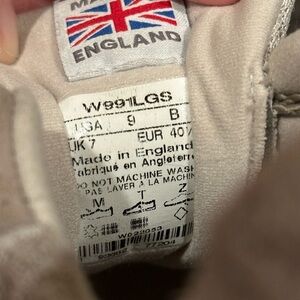 ENGLAND
W991LGS
USA 9 B
UK 7 EUR 40½
Made in England
Fabriqué en Angleterre
DO NOT MACHINE WASH
PAS LAVER A LA MACHINE
M T Z